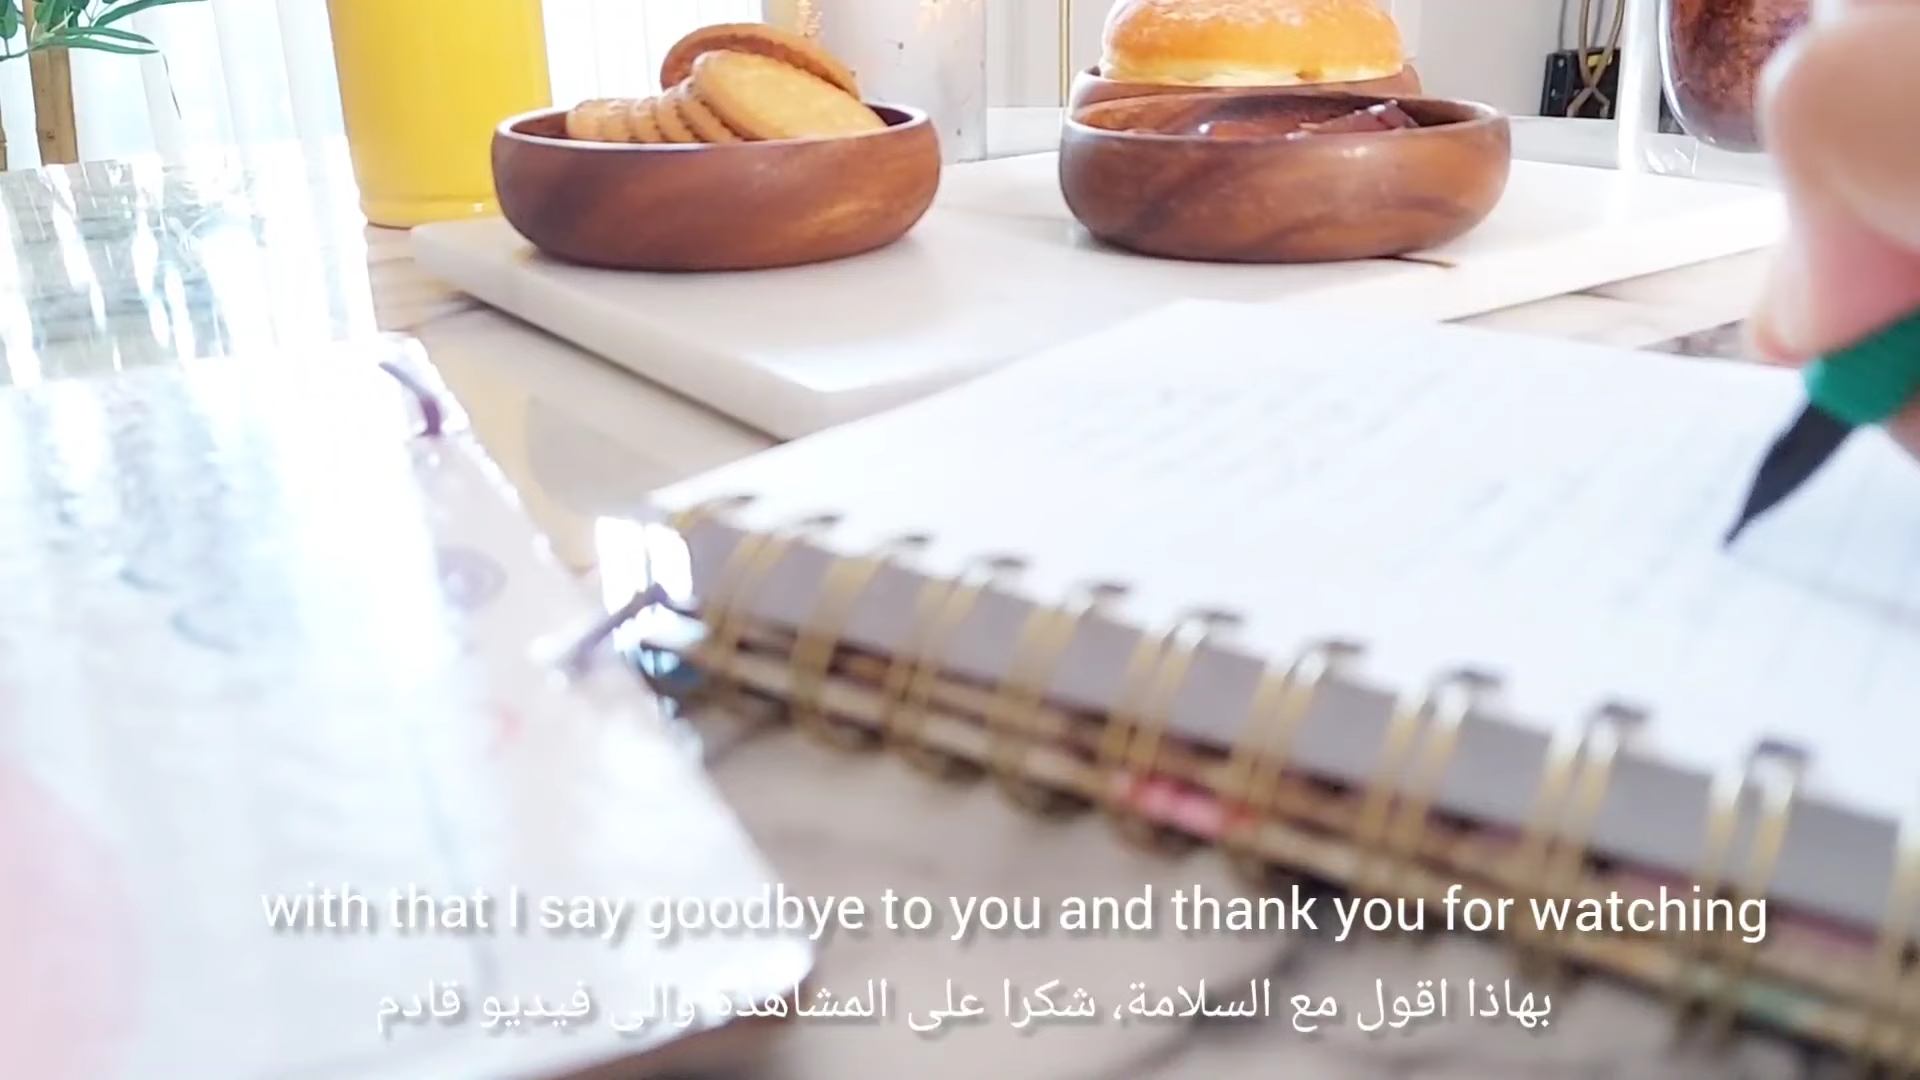 with that I say goodbye to you and thank you for watching
بهاذا اقول مع السلامة، شكرا على المشاهدة والى فيديو قادم